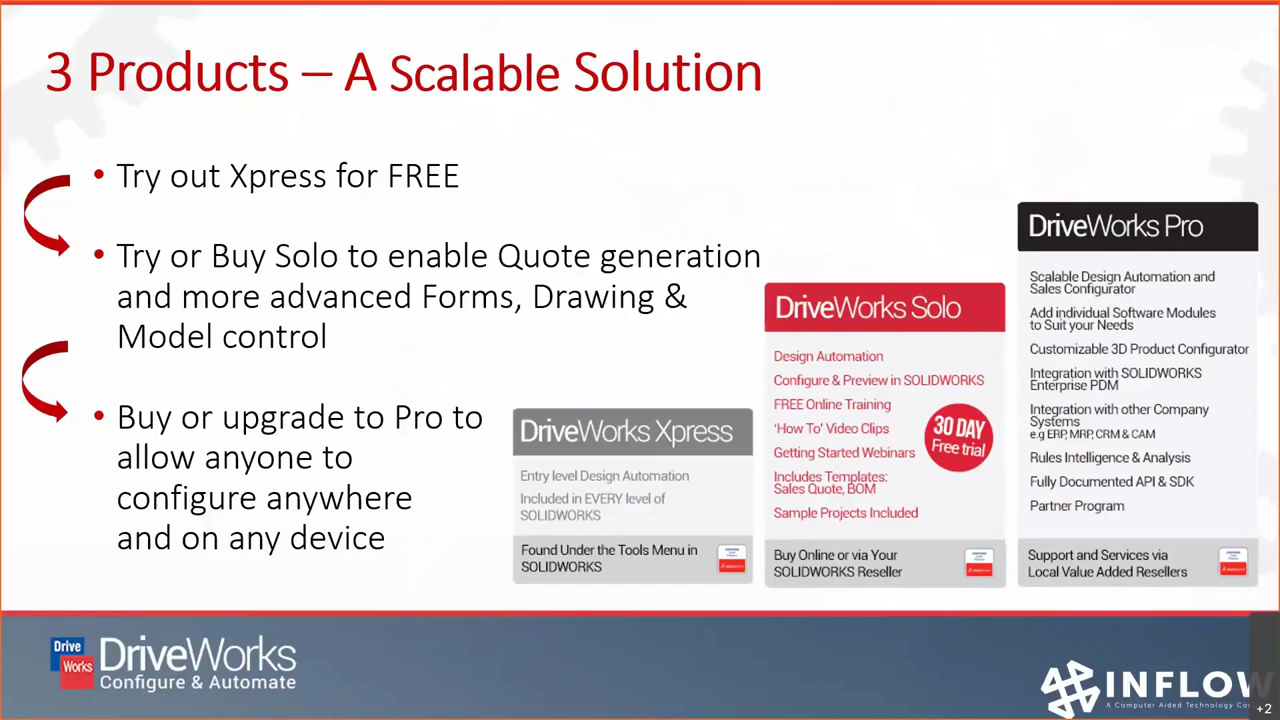 3 Products – A Scalable Solution
• Try out Xpress for FREE
• Try or Buy Solo to enable Quote generation
and more advanced Forms, Drawing &
Model control
• Buy or upgrade to Pro to
allow anyone to
configure anywhere
and on any device
DriveWorks Xpress
Entry level Design Automation
Included in EVERY level of
SOLIDWORKS
Found Under the Tools Menu in
SOLIDWORKS
DriveWorks Solo
Design Automation
Configure & Preview in SOLIDWORKS
FREE Online Training
'How To' Video Clips
Getting Started Webinars
Includes Templates:
Sales Quote, BOM
Sample Projects Included
30 DAY
Free trial
Buy Online or via Your
SOLIDWORKS Reseller
DriveWorks Pro
Scalable Design Automation and
Sales Configurator
Add individual Software Modules
to Suit your Needs
Customizable 3D Product Configurator
Integration with SOLIDWORKS
Enterprise PDM
Integration with other Company
Systems
e.g ERP, MRP, CRM & CAM
Rules Intelligence & Analysis
Fully Documented API & SDK
Partner Program
Support and Services via
Local Value Added Resellers
Drive
Works
DriveWorks
Configure & Automate
INFLOW
A Computer Aided Technology
+2